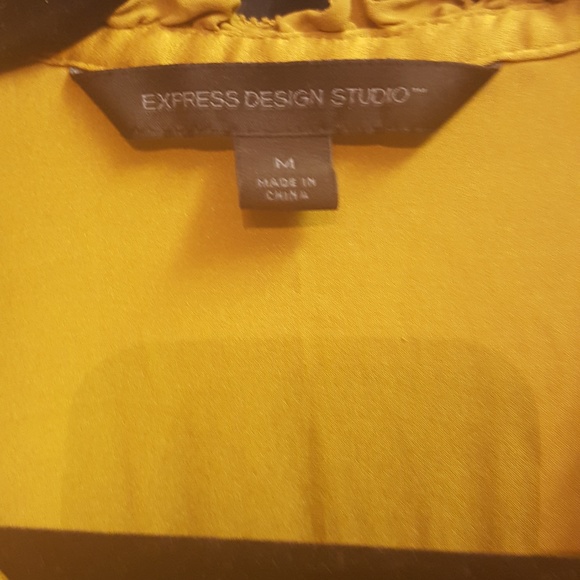 EXPRESS DESIGN STUDIO™
M
MADE IN
CHINA